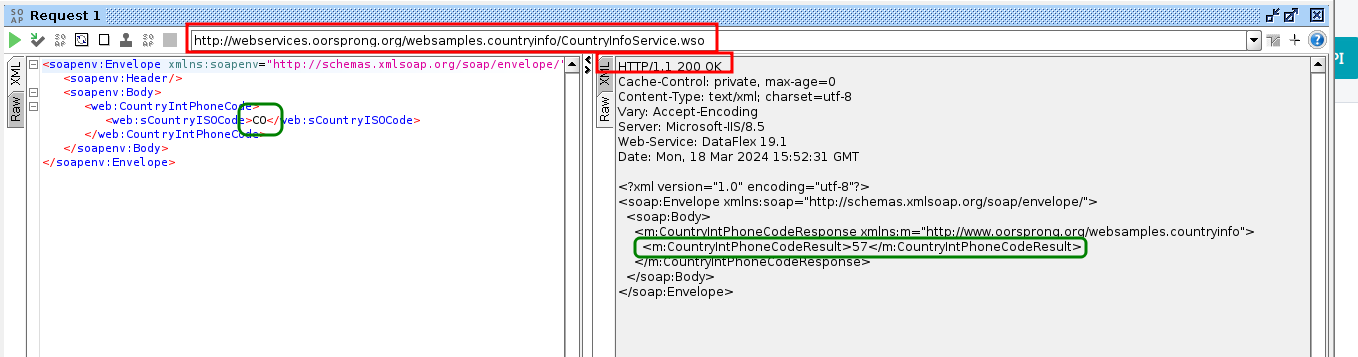 SO
AP
Request 1
SO
AP
SO
AP
http://webservices.oorsprong.org/websamples.countryinfo/CountryInfoService.wso
?
XML
Raw
<soapenv:Envelope xmlns:soapenv="http://schemas.xmlsoap.org/soap/envelope/"
<soapenv:Header/>
<soapenv:Body>
<web:CountryIntPhoneCode>
<web:sCountryISOCode>CO</web:sCountryISOCode>
</web:CountryIntPhoneCode>
</soapenv:Body>
</soapenv:Envelope>
XML
Raw
HTTP/1.1 200 OK
Cache-Control: private, max-age=0
Content-Type: text/xml; charset=utf-8
Vary: Accept-Encoding
Server: Microsoft-IIS/8.5
Web-Service: DataFlex 19.1
Date: Mon, 18 Mar 2024 15:52:31 GMT
<?xml version="1.0" encoding="utf-8"?>
<soap:Envelope xmlns:soap="http://schemas.xmlsoap.org/soap/envelope/">
<soap:Body>
<m:CountryIntPhoneCodeResponse xmlns:m="http://www.oorsprong.org/websamples.countryinfo">
<m:CountryIntPhoneCodeResult>57</m:CountryIntPhoneCodeResult>
</m:CountryIntPhoneCodeResponse>
</soap:Body>
</soap:Envelope>
PI